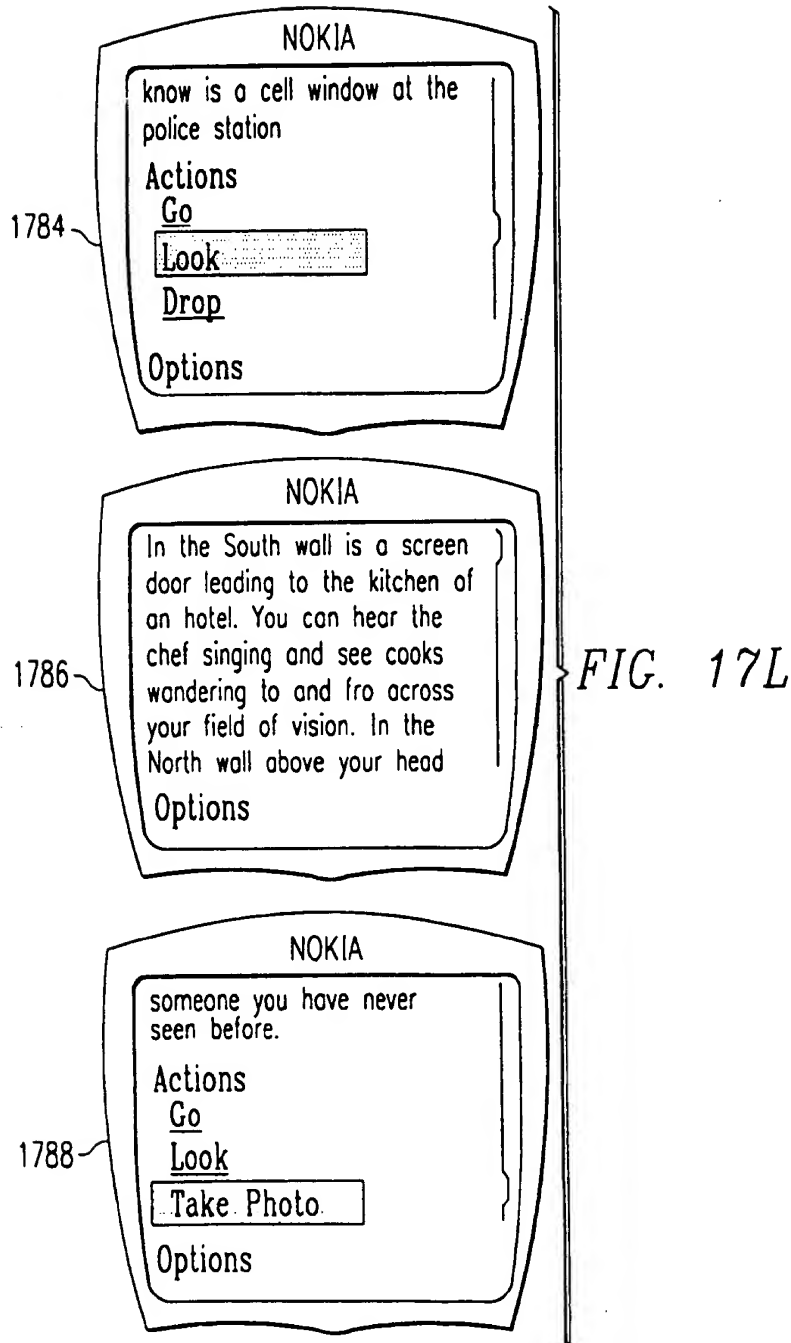 NOKIA
know is a cell window at the
police station
Actions
Go
Look
Drop
Options
1784
NOKIA
In the South wall is a screen
door leading to the kitchen of
an hotel. You can hear the
chef singing and see cooks
wandering to and fro across
your field of vision. In the
North wall above your head
Options
1786
FIG. 17L
NOKIA
someone you have never
seen before.
Actions
Go
Look
Take Photo
Options
1788